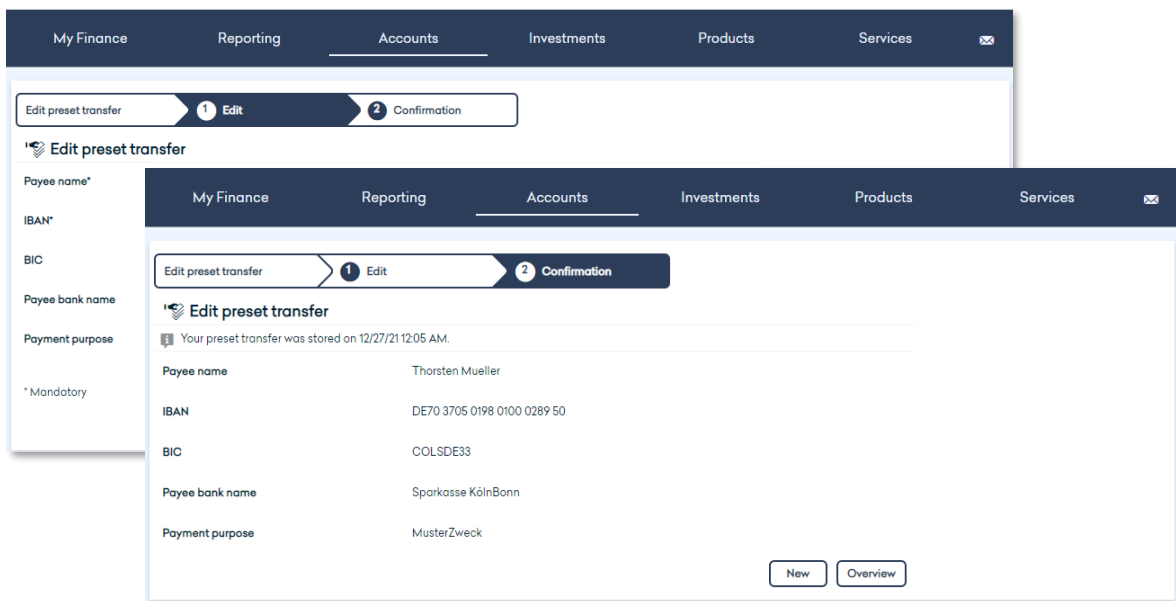 My Finance Reporting Accounts Investments Products Services
Edit preset transfer 1 Edit 2 Confirmation
Edit preset transfer
Payee name*
IBAN*
BIC
Payee bank name
Payment purpose
* Mandatory
My Finance Reporting Accounts Investments Products Services
Edit preset transfer 1 Edit 2 Confirmation
Edit preset transfer
Your preset transfer was stored on 12/27/21 12:05 AM.
Payee name Thorsten Mueller
IBAN DE70 3705 0198 0100 0289 50
BIC COLSDE33
Payee bank name Sparkasse KölnBonn
Payment purpose MusterZweck
New Overview